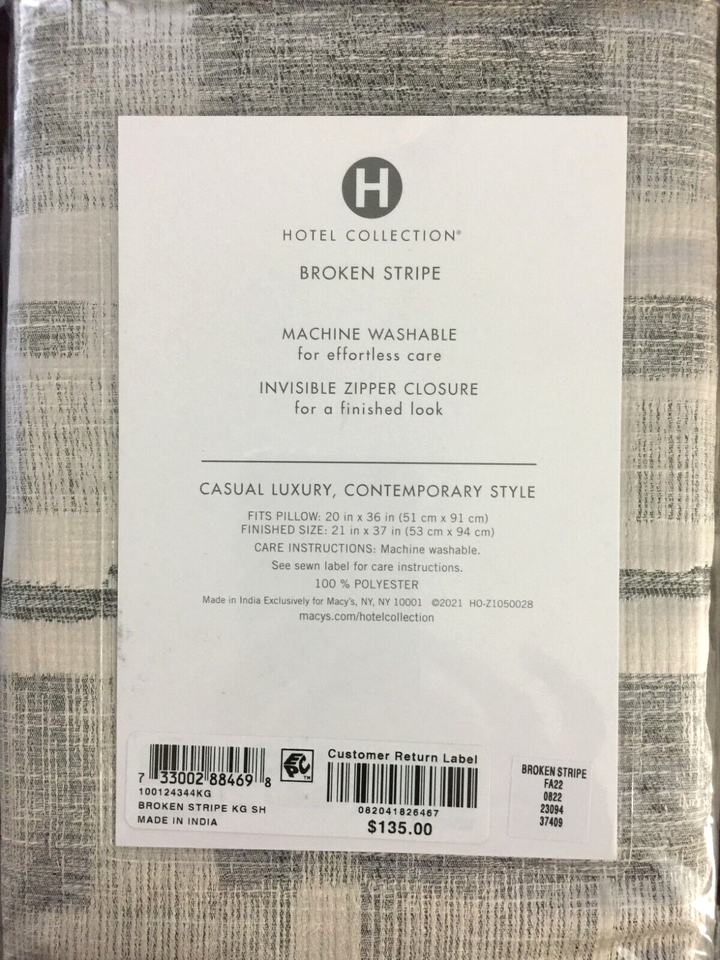 H
HOTEL COLLECTION®
BROKEN STRIPE
MACHINE WASHABLE
for effortless care
INVISIBLE ZIPPER CLOSURE
for a finished look
CASUAL LUXURY, CONTEMPORARY STYLE
FITS PILLOW: 20 in x 36 in (51 cm x 91 cm)
FINISHED SIZE: 21 in x 37 in (53 cm x 94 cm)
CARE INSTRUCTIONS: Machine washable.
See sewn label for care instructions.
100 % POLYESTER
Made in India Exclusively for Macy's, NY, NY 10001 ©2021 HO-Z1050028
macys.com/hotelcollection
7 33002 88469 8
100124344KG
BROKEN STRIPE KG SH
MADE IN INDIA
EPC™
Customer Return Label
082041826467
$135.00
BROKEN STRIPE
FA22
0822
23094
37409